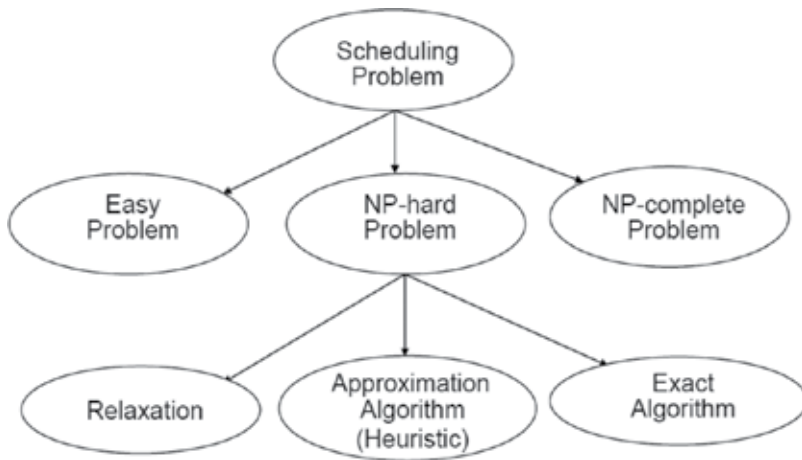 Scheduling
Problem
Easy
Problem
NP-hard
Problem
NP-complete
Problem
Relaxation
Approximation
Algorithm
(Heuristic)
Exact
Algorithm